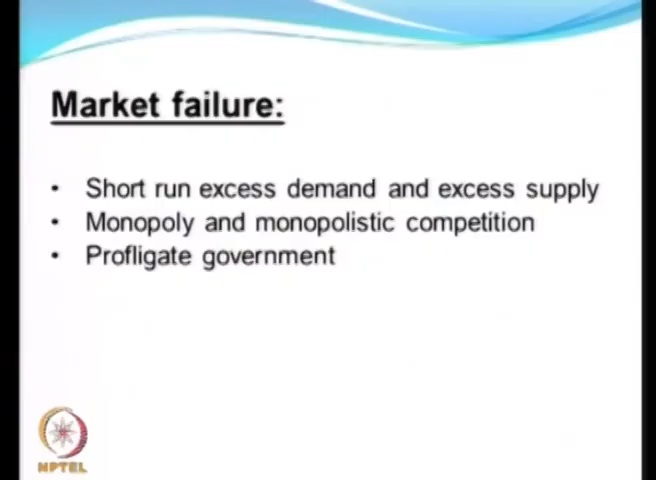 Market failure:
• Short run excess demand and excess supply
• Monopoly and monopolistic competition
• Profligate government
NPTEL